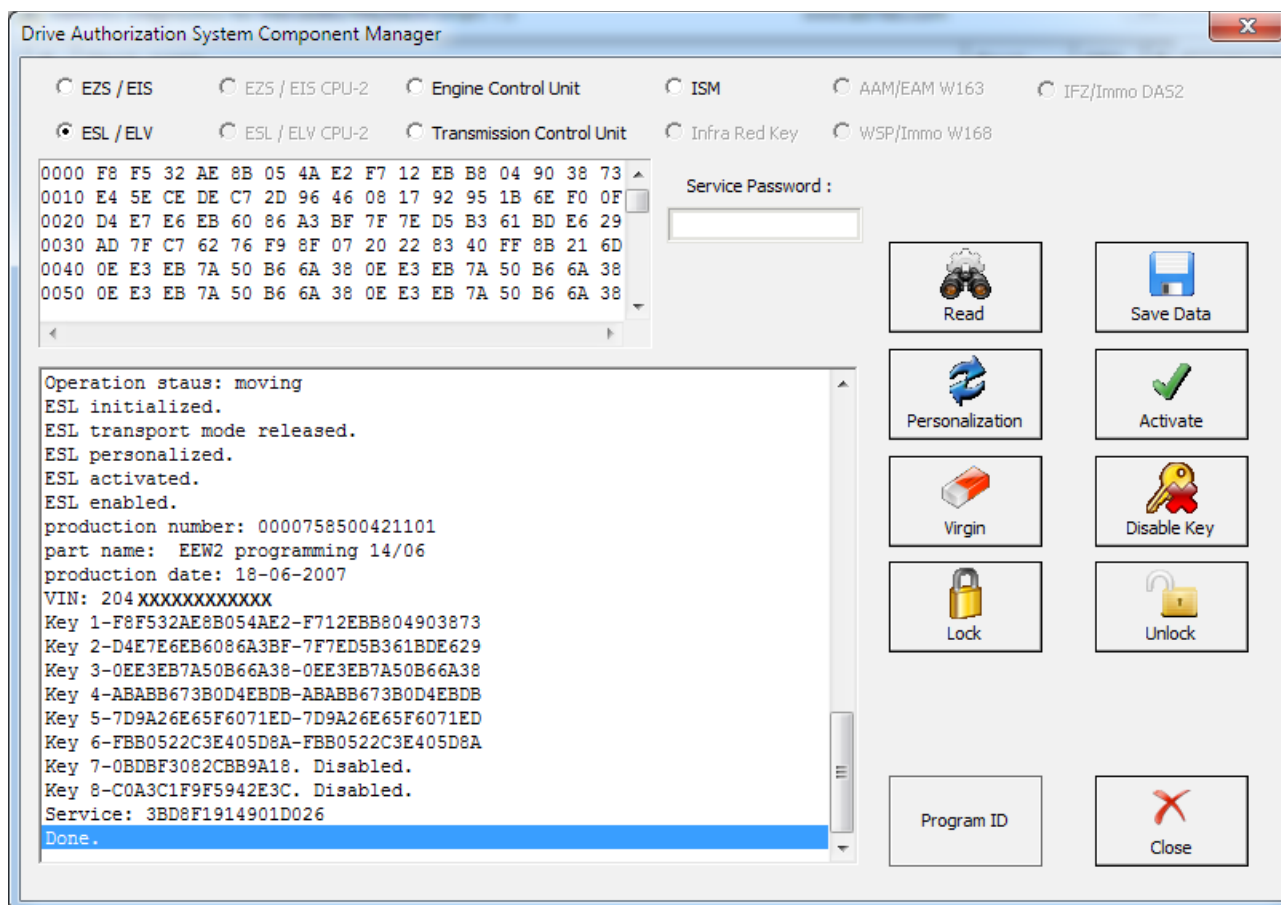 Drive Authorization System Component Manager
EZS / EIS
EZS / EIS CPU-2
Engine Control Unit
ISM
AAM/EAM W163
IFZ/Immo DAS2
ESL / ELV
ESL / ELV CPU-2
Transmission Control Unit
Infra Red Key
WSP/Immo W168
0000 F8 F5 32 AE 8B 05 4A E2 F7 12 EB B8 04 90 38 73
0010 E4 5E CE DE C7 2D 96 46 08 17 92 95 1B 6E F0 0F
0020 D4 E7 E6 EB 60 86 A3 BF 7F 7E D5 B3 61 BD E6 29
0030 AD 7F C7 62 76 F9 8F 07 20 22 83 40 FF 8B 21 6D
0040 0E E3 EB 7A 50 B6 6A 38 0E E3 EB 7A 50 B6 6A 38
0050 0E E3 EB 7A 50 B6 6A 38 0E E3 EB 7A 50 B6 6A 38
Service Password :
Read
Save Data
Operation staus: moving
ESL initialized.
ESL transport mode released.
ESL personalized.
ESL activated.
ESL enabled.
production number: 0000758500421101
part name:  EEW2 programming 14/06
production date: 18-06-2007
VIN: 204XXXXXXXXXXXX
Key 1-F8F532AE8B054AE2-F712EBB804903873
Key 2-D4E7E6EB6086A3BF-7F7ED5B361BDE629
Key 3-0EE3EB7A50B66A38-0EE3EB7A50B66A38
Key 4-ABABB673B0D4EBDB-ABABB673B0D4EBDB
Key 5-7D9A26E65F6071ED-7D9A26E65F6071ED
Key 6-FBB0522C3E405D8A-FBB0522C3E405D8A
Key 7-0BDBF3082CBB9A18. Disabled.
Key 8-C0A3C1F9F5942E3C. Disabled.
Service: 3BD8F1914901D026
Done.
Personalization
Activate
Virgin
Disable Key
Lock
Unlock
Program ID
Close